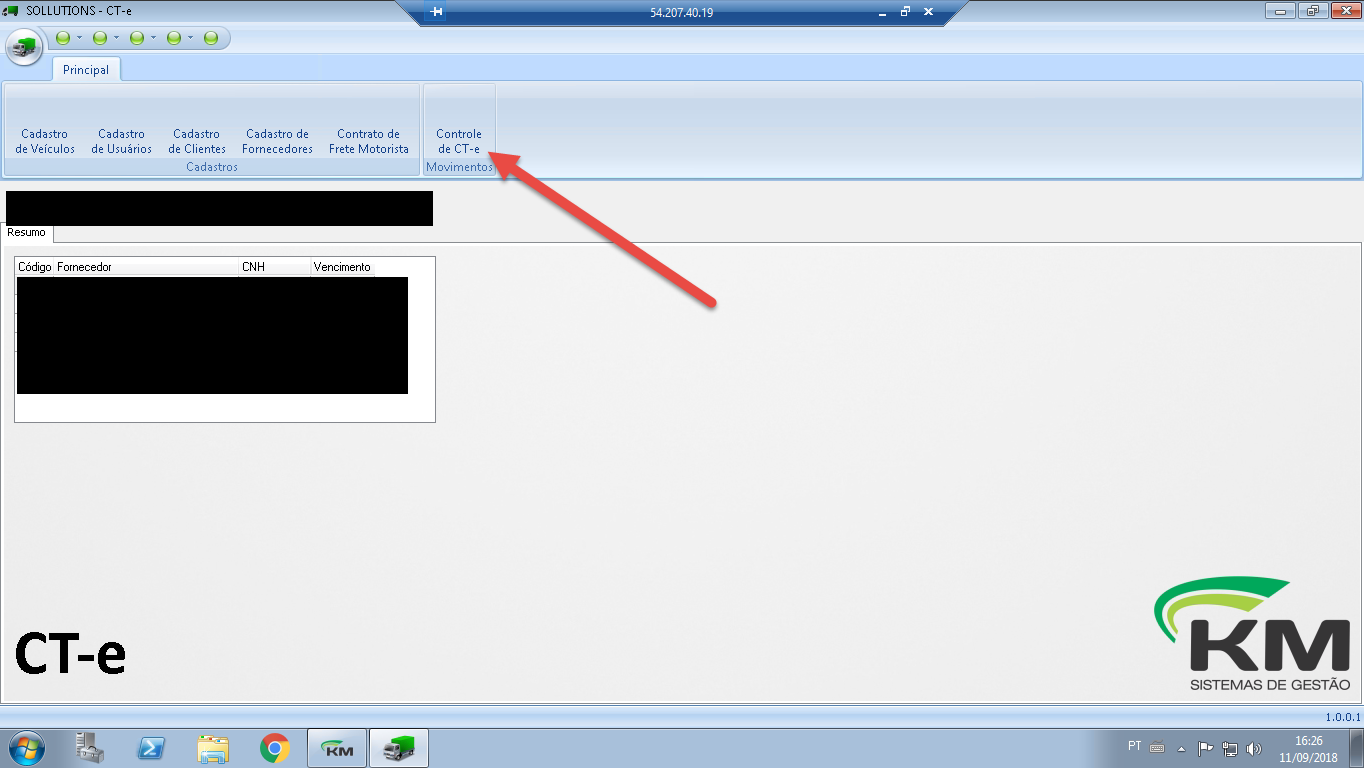 SOLLUTIONS - CT-e
54.207.40.19
Principal
Cadastro de Veículos
Cadastro de Usuários
Cadastro de Clientes
Cadastro de Fornecedores
Contrato de Frete Motorista
Controle de CT-e
Cadastros
Movimentos
Resumo
Código Fornecedor CNH Vencimento
CT-e
KM
SISTEMAS DE GESTÃO
1.0.0.1
KM
PT
16:26
11/09/2018